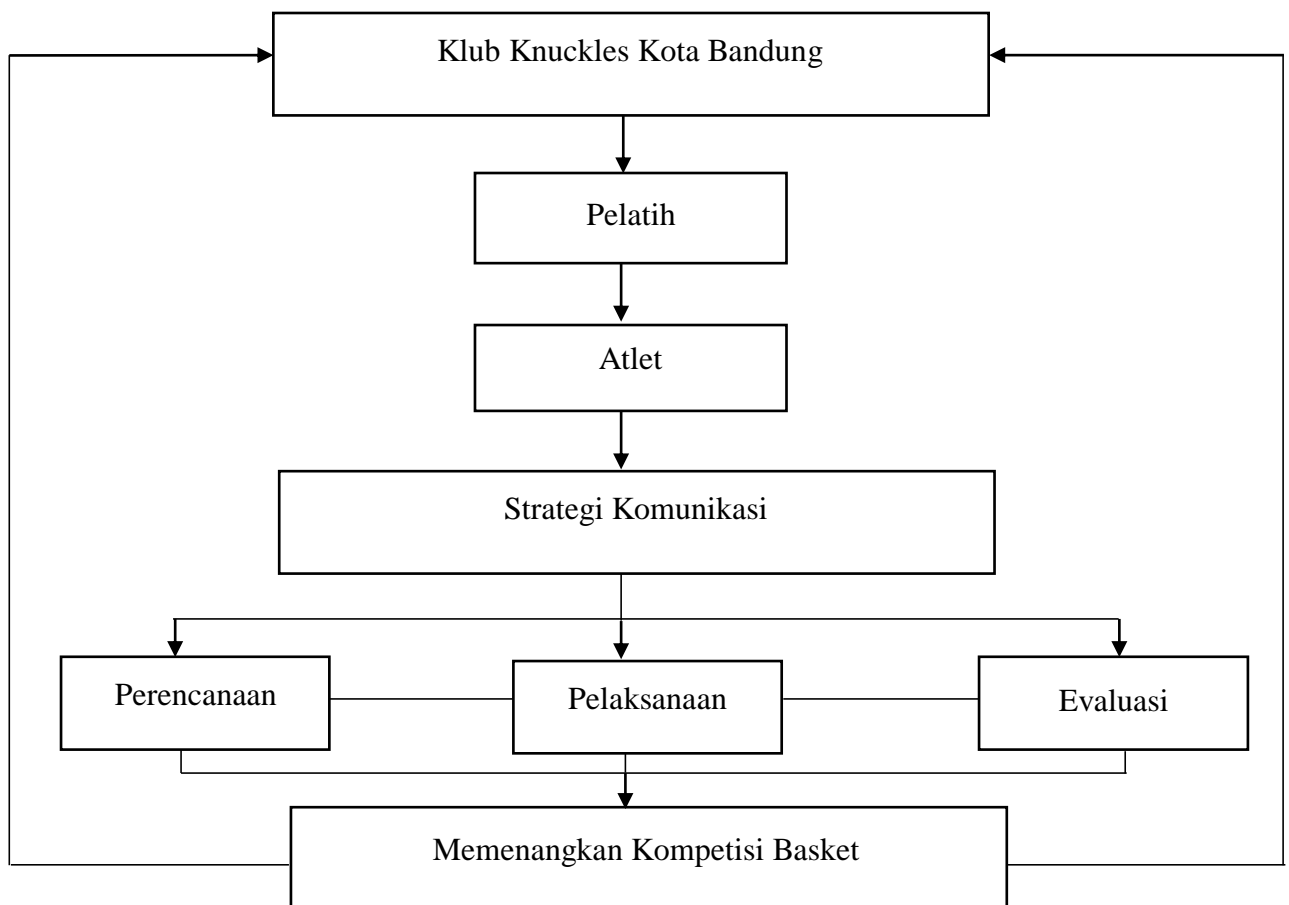 Klub Knuckles Kota Bandung
Pelatih
Atlet
Strategi Komunikasi
Perencanaan
Pelaksanaan
Evaluasi
Memenangkan Kompetisi Basket